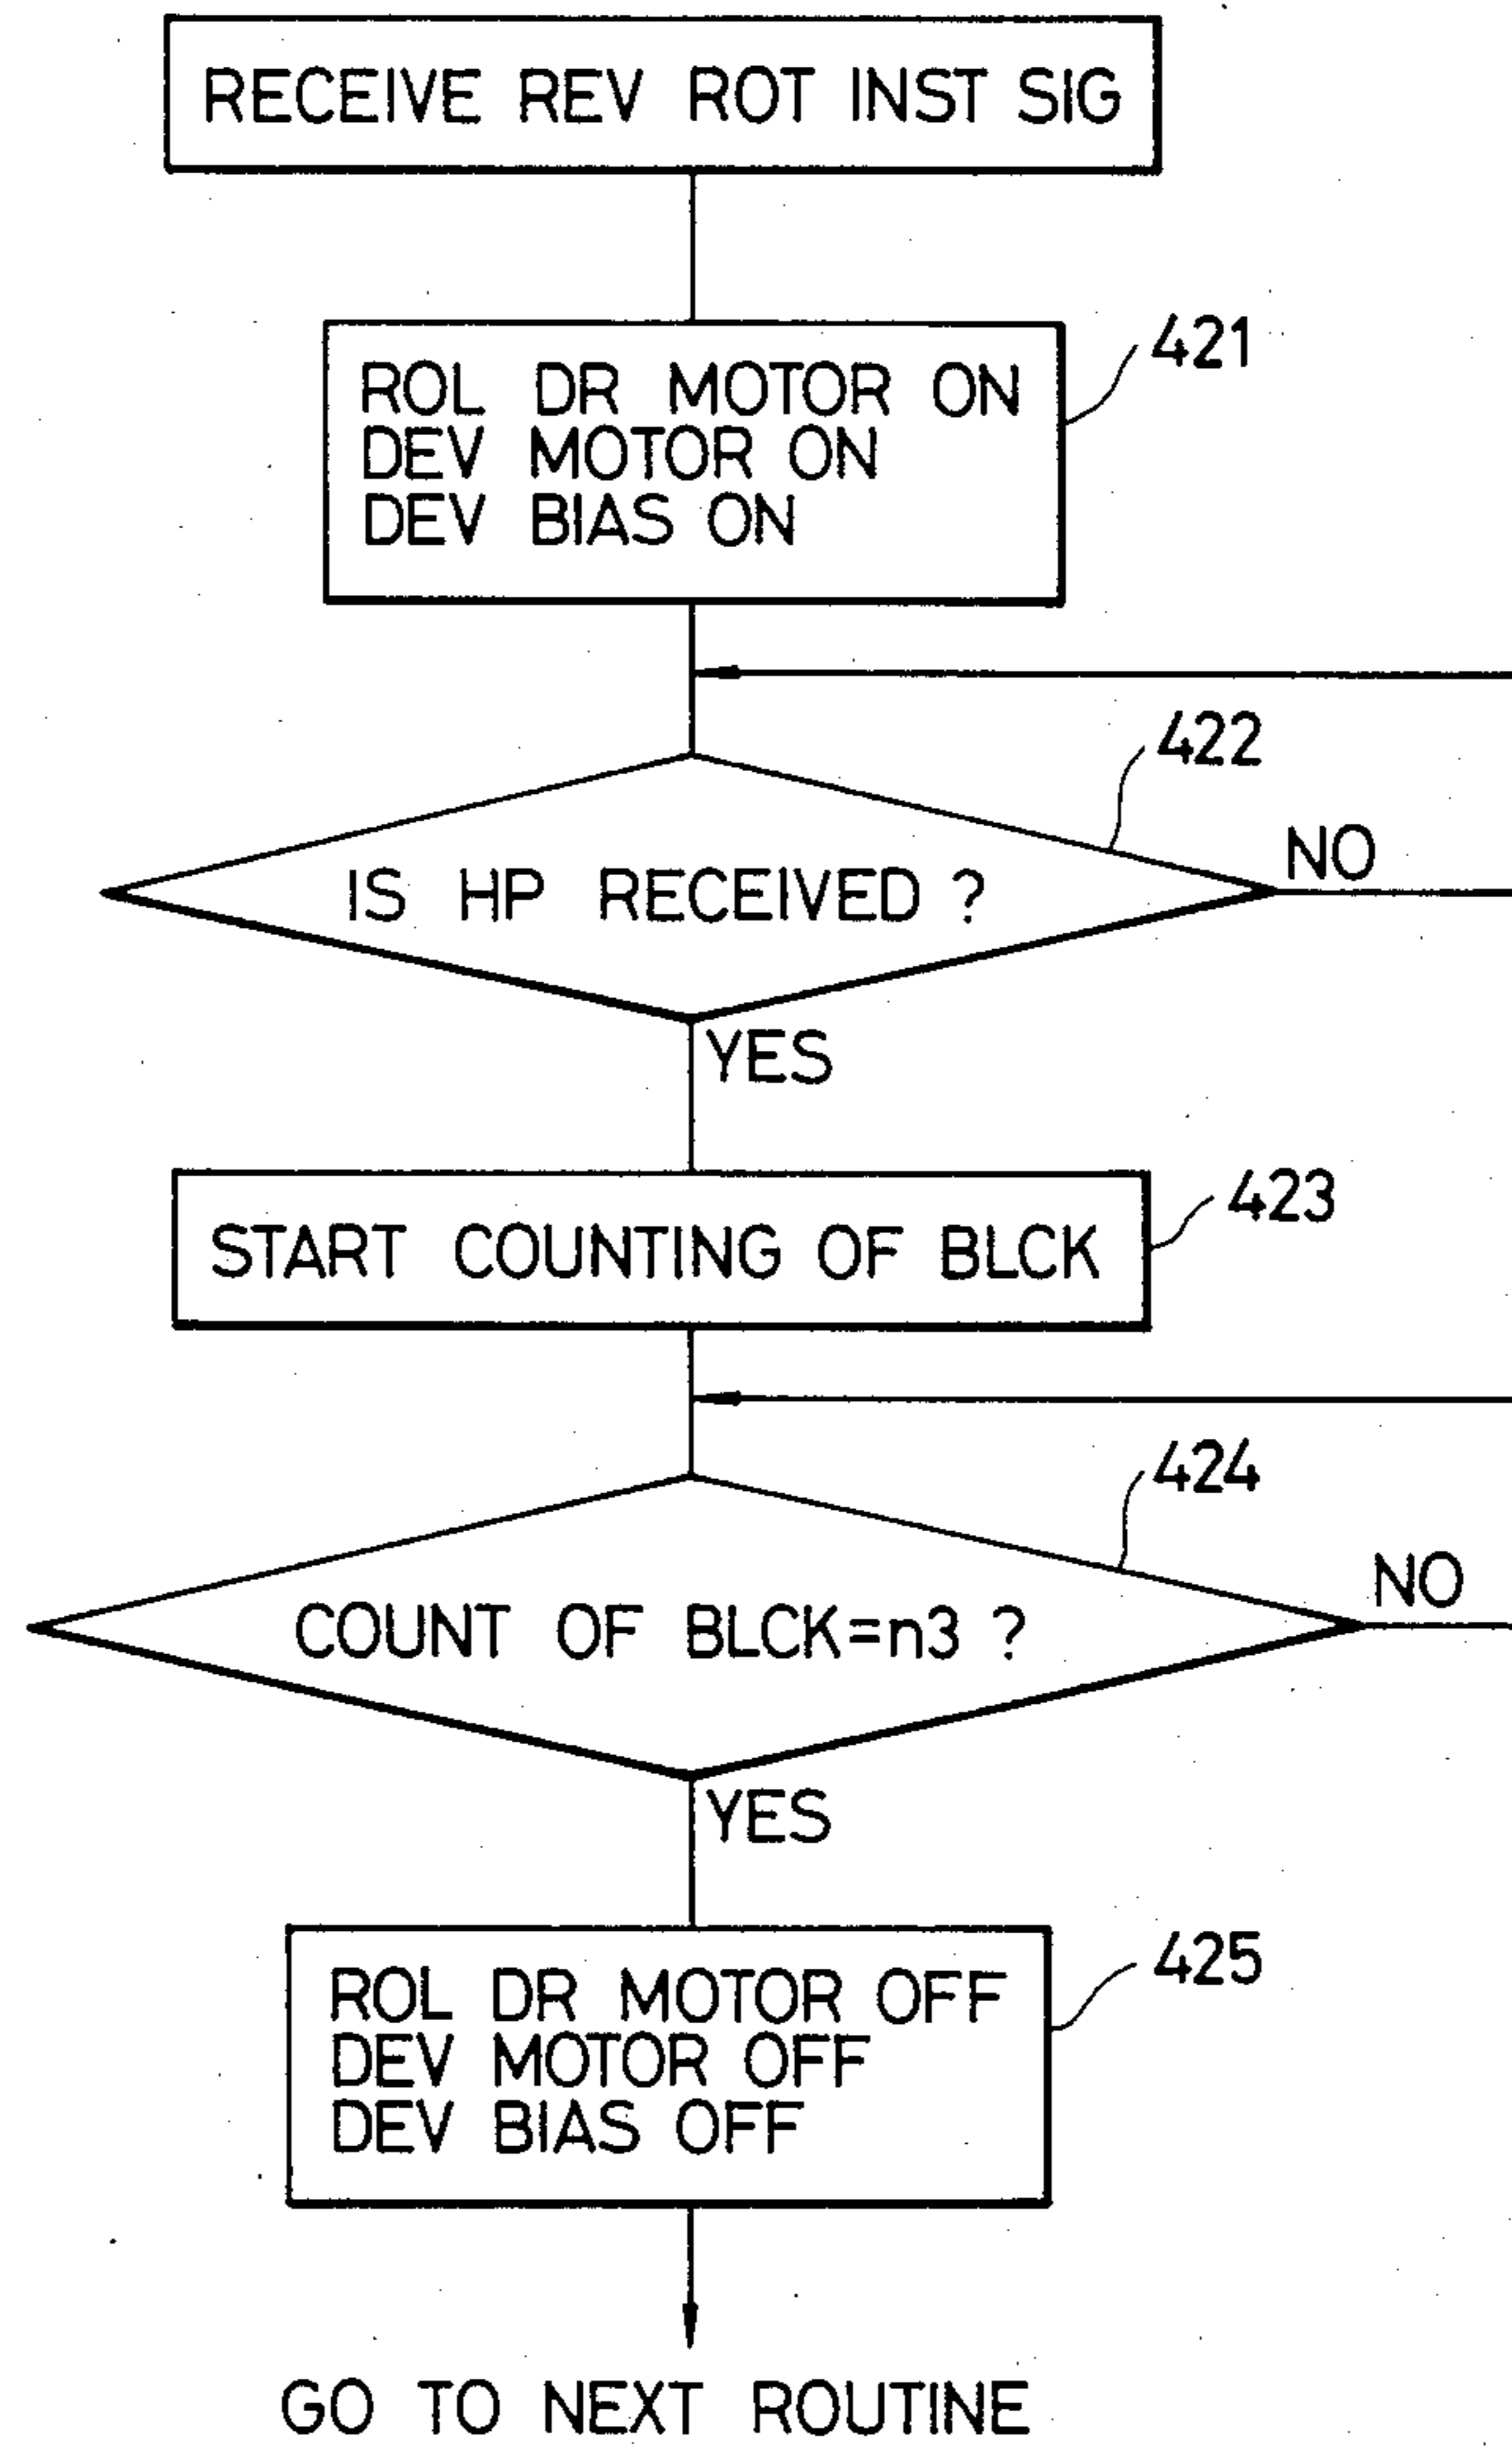 RECEIVE REV ROT INST SIG
421
ROL DR MOTOR ON
DEV MOTOR ON
DEV BIAS ON
422
NO
IS HP RECEIVED ?
YES
423
START COUNTING OF BLCK
424
NO
COUNT OF BLCK=n3 ?
YES
425
ROL DR MOTOR OFF
DEV MOTOR OFF
DEV BIAS OFF
GO TO NEXT ROUTINE